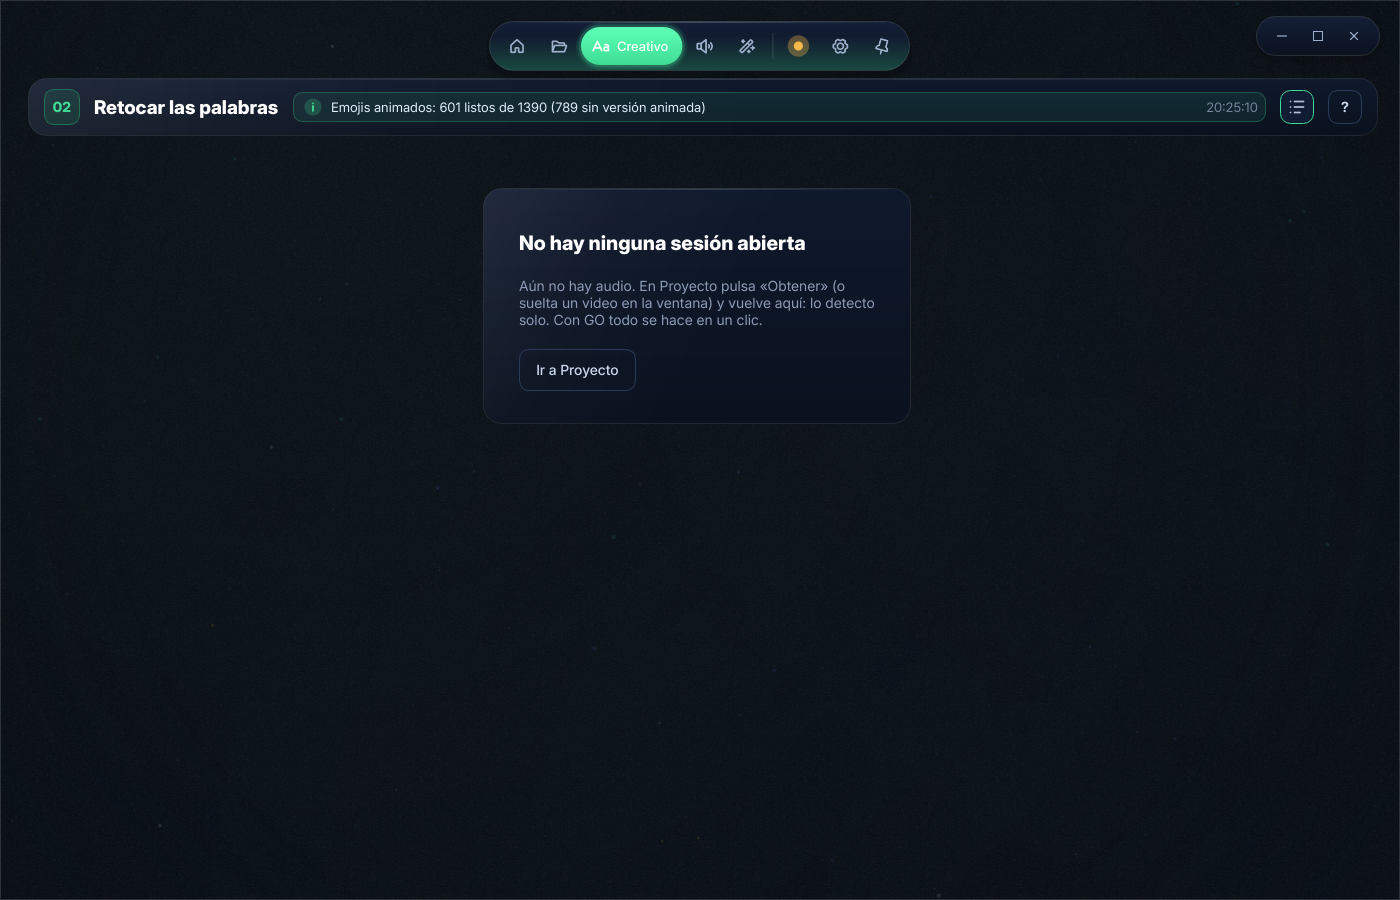 Aa Creativo
02 Retocar las palabras
i Emojis animados: 601 listos de 1390 (789 sin versión animada) 20:25:10
?
No hay ninguna sesión abierta
Aún no hay audio. En Proyecto pulsa «Obtener» (o
suelta un video en la ventana) y vuelve aquí: lo detecto
solo. Con GO todo se hace en un clic.
Ir a Proyecto